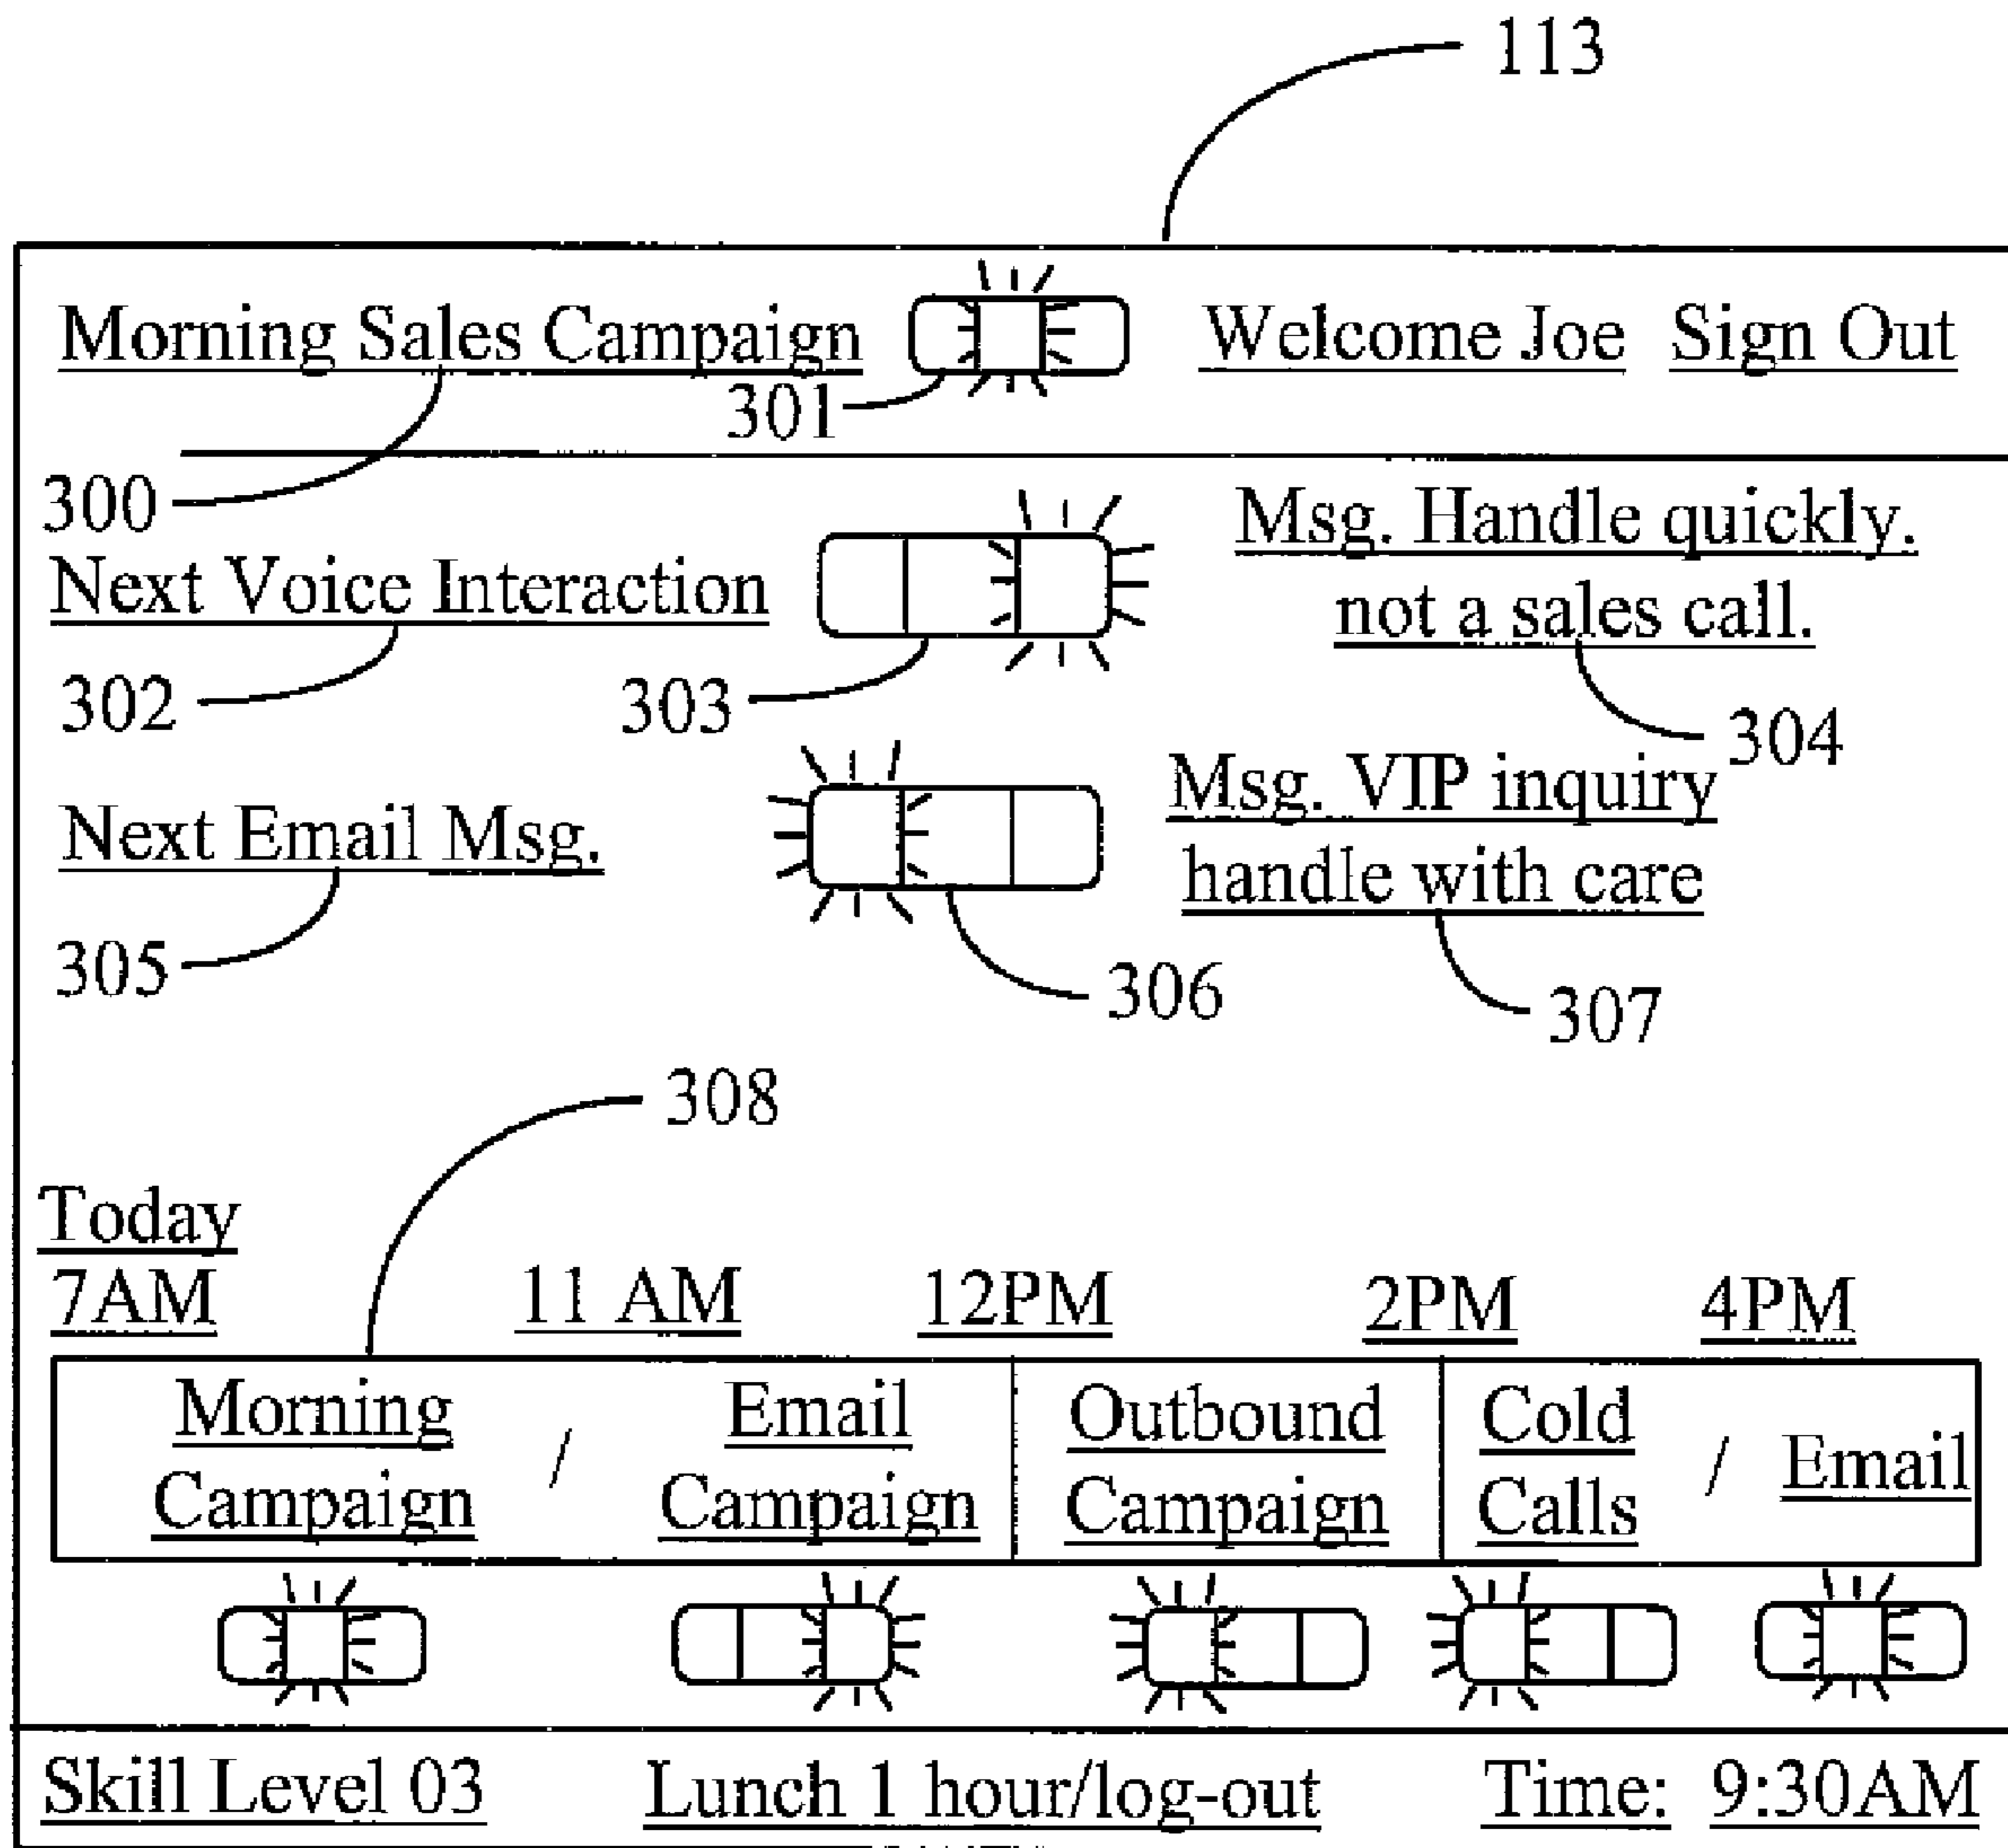 113
Morning Sales Campaign Welcome Joe Sign Out
301
300
Msg. Handle quickly.
Next Voice Interaction
not a sales call.
302 303 304
Msg. VIP inquiry
Next Email Msg.
handle with care
305 306 307
308
Today
7AM 11 AM 12PM 2PM 4PM
Morning Email Outbound Cold
/ / Email
Campaign Campaign Campaign Calls
Skill Level 03 Lunch 1 hour/log-out Time: 9:30AM